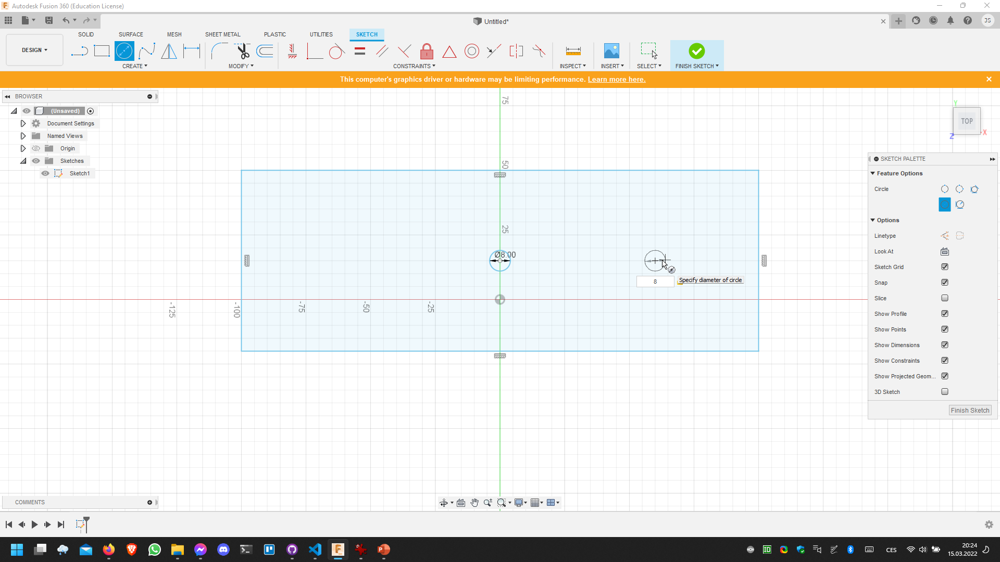 Autodesk Fusion 360 (Education License)
Untitled*
JS
DESIGN
SOLID
SURFACE
MESH
SHEET METAL
PLASTIC
UTILITIES
SKETCH
CREATE
MODIFY
CONSTRAINTS
INSPECT
INSERT
SELECT
FINISH SKETCH
This computer's graphics driver or hardware may be limiting performance. Learn more here.
BROWSER
(Unsaved)
Document Settings
Named Views
Origin
Sketches
Sketch1
75
50
25
Ø8.00
8
Specify diameter of circle
-125
-100
-75
-50
-25
Y
TOP
X
Z
SKETCH PALETTE
Feature Options
Circle
Options
Linetype
Look At
Sketch Grid
Snap
Slice
Show Profile
Show Points
Show Dimensions
Show Constraints
Show Projected Geom...
3D Sketch
Finish Sketch
COMMENTS
CES
20:24
15.03.2022